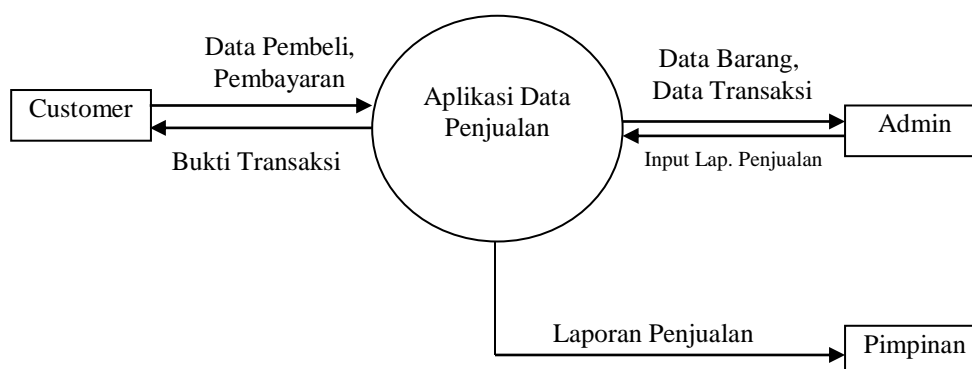 Data Pembeli,
Pembayaran
Customer
Bukti Transaksi
Aplikasi Data
Penjualan
Data Barang,
Data Transaksi
Admin
Input Lap. Penjualan
Laporan Penjualan
Pimpinan